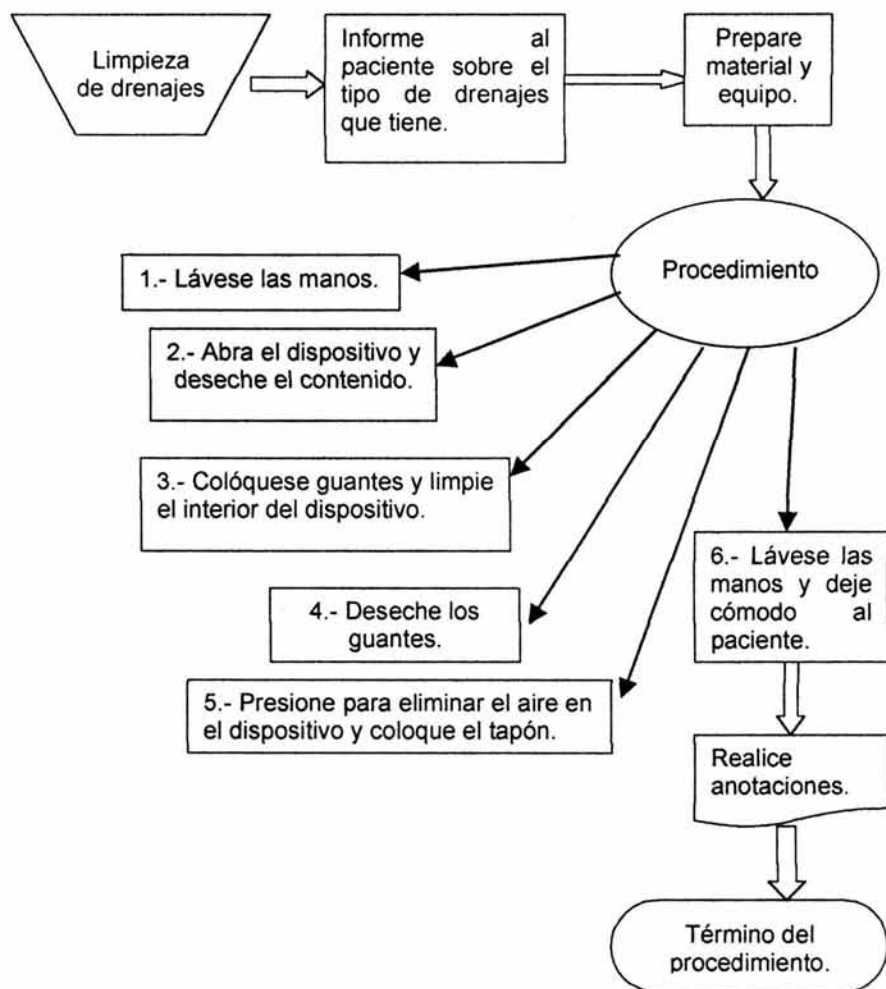 Limpieza
de drenajes
Informe al
paciente sobre el
tipo de drenajes
que tiene.
Prepare
material y
equipo.
Procedimiento
1.- Lávese las manos.
2.- Abra el dispositivo y
deseche el contenido.
3.- Colóquese guantes y limpie
el interior del dispositivo.
4.- Deseche los
guantes.
5.- Presione para eliminar el aire en
el dispositivo y coloque el tapón.
6.- Lávese las
manos y deje
cómodo al
paciente.
Realice
anotaciones.
Término del
procedimiento.